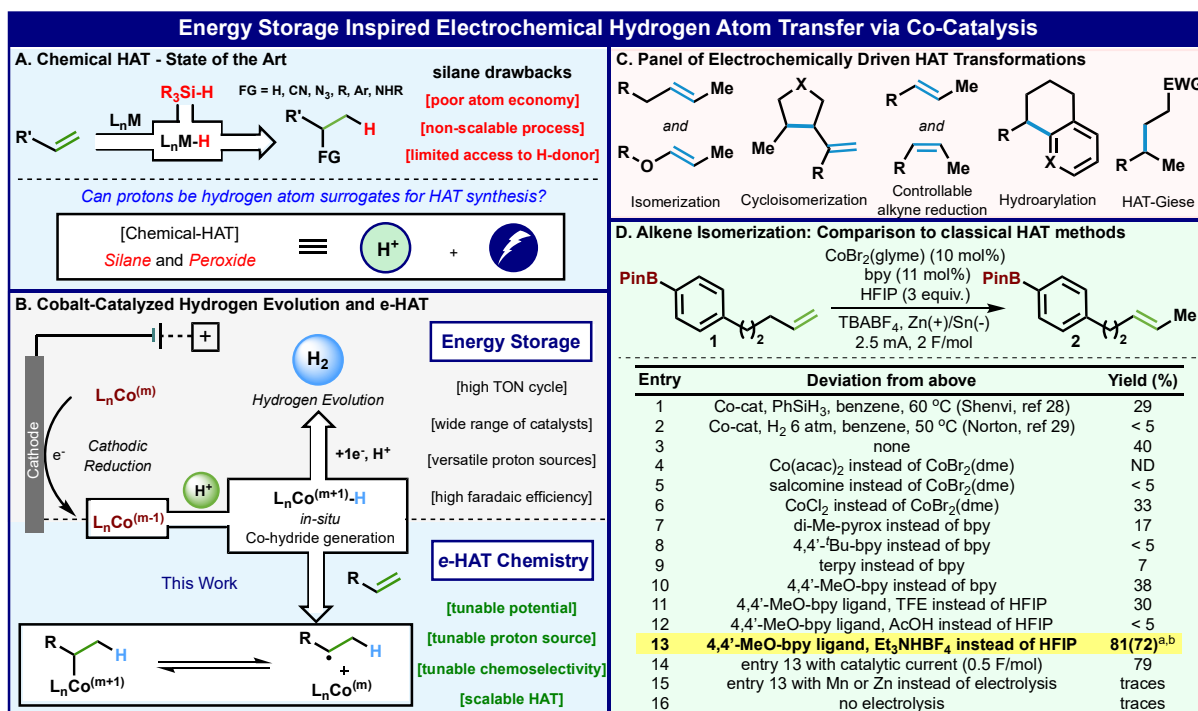 Energy Storage Inspired Electrochemical Hydrogen Atom Transfer via Co-Catalysis
A. Chemical HAT - State of the Art
R3Si-H
FG = H, CN, N3, R, Ar, NHR
silane drawbacks
[poor atom economy]
[non-scalable process]
[limited access to H-donor]
R'
LnM
LnM-H
H
FG
Can protons be hydrogen atom surrogates for HAT synthesis?
[Chemical-HAT]
Silane and Peroxide
H+
+
B. Cobalt-Catalyzed Hydrogen Evolution and e-HAT
+
H2
Hydrogen Evolution
Energy Storage
[high TON cycle]
[wide range of catalysts]
[versatile proton sources]
[high faradaic efficiency]
Cathode
LnCo(m)
e-
Cathodic
Reduction
H+
+1e-, H+
LnCo(m-1)
LnCo(m+1)-H
in-situ
Co-hydride generation
This Work
R
e-HAT Chemistry
[tunable potential]
[tunable proton source]
[tunable chemoselectivity]
[scalable HAT]
R
H
LnCo(m+1)
R
H
+
LnCo(m)
C. Panel of Electrochemically Driven HAT Transformations
R
Me
and
R
O
Me
Isomerization
X
Me
R
Cycloisomerization
R
Me
and
R
Me
Controllable
alkyne reduction
R
X
Hydroarylation
EWG
R
Me
HAT-Giese
D. Alkene Isomerization: Comparison to classical HAT methods
PinB
( )2
1
CoBr2(glyme) (10 mol%)
bpy (11 mol%)
HFIP (3 equiv.)
TBABF4, Zn(+)/Sn(-)
2.5 mA, 2 F/mol
PinB
( )2
Me
2
Entry Deviation from above Yield (%)
1 Co-cat, PhSiH3, benzene, 60 oC (Shenvi, ref 28) 29
2 Co-cat, H2 6 atm, benzene, 50 oC (Norton, ref 29) < 5
3 none 40
4 Co(acac)2 instead of CoBr2(dme) ND
5 salcomine instead of CoBr2(dme) < 5
6 CoCl2 instead of CoBr2(dme) 33
7 di-Me-pyrox instead of bpy 17
8 4,4'-tBu-bpy instead of bpy < 5
9 terpy instead of bpy 7
10 4,4'-MeO-bpy instead of bpy 38
11 4,4'-MeO-bpy ligand, TFE instead of HFIP 30
12 4,4'-MeO-bpy ligand, AcOH instead of HFIP < 5
13 4,4'-MeO-bpy ligand, Et3NHBF4 instead of HFIP 81(72)a,b
14 entry 13 with catalytic current (0.5 F/mol) 79
15 entry 13 with Mn or Zn instead of electrolysis traces
16 no electrolysis traces